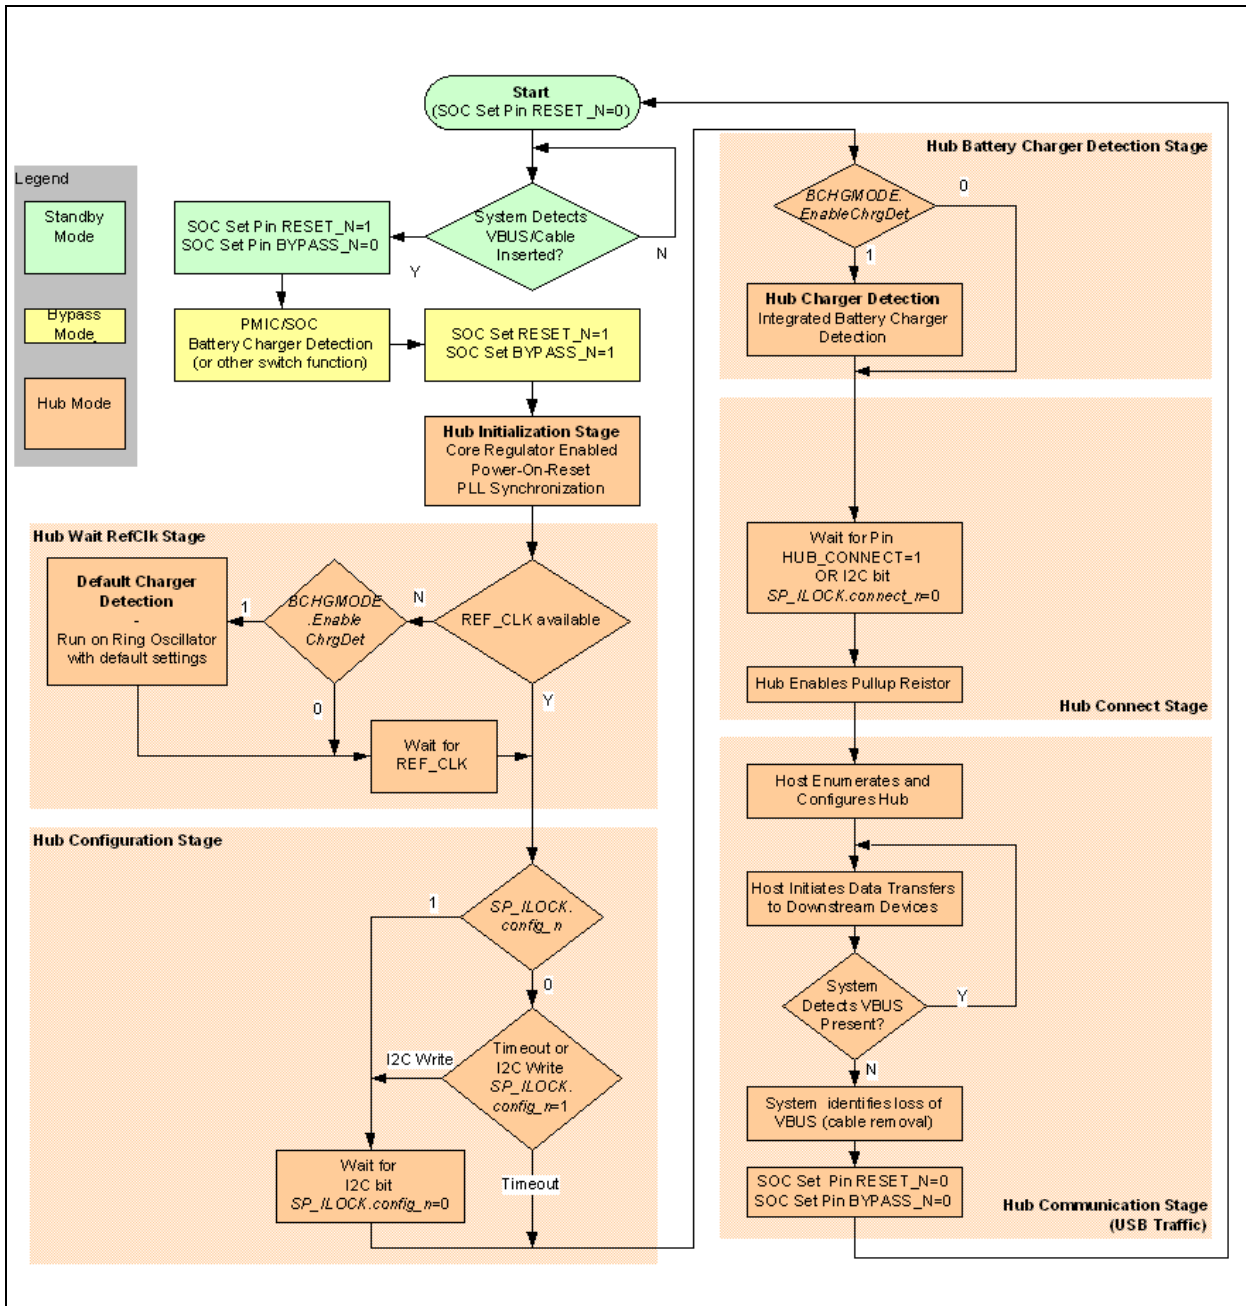 Start
(SOC Set Pin RESET_N=0)
Legend
Standby
Mode
Bypass
Mode
Hub Mode
System Detects
VBUS/Cable
Inserted?
N
Y
SOC Set Pin RESET_N=1
SOC Set Pin BYPASS_N=0
PMIC/SOC
Battery Charger Detection
(or other switch function)
SOC Set RESET_N=1
SOC Set BYPASS_N=1
Hub Initialization Stage
Core Regulator Enabled
Power-On-Reset
PLL Synchronization
Hub Wait RefClk Stage
REF_CLK available
N
Y
BCHGMODE
.Enable
ChrgDet
1
0
Default Charger
Detection
-
Run on Ring Oscillator
with default settings
Wait for
REF_CLK
Hub Configuration Stage
SP_ILOCK.
config_n
1
0
Timeout or
I2C Write
SP_ILOCK.
config_n=1
I2C Write
Timeout
Wait for
I2C bit
SP_ILOCK.config_n=0
Hub Battery Charger Detection Stage
BCHGMODE.
EnableChrgDet
0
1
Hub Charger Detection
Integrated Battery Charger
Detection
Wait for Pin
HUB_CONNECT=1
OR I2C bit
SP_ILOCK.connect_n=0
Hub Enables Pullup Reistor
Hub Connect Stage
Host Enumerates and
Configures Hub
Host Initiates Data Transfers
to Downstream Devices
System
Detects VBUS
Present?
Y
N
System identifies loss of
VBUS (cable removal)
SOC Set Pin RESET_N=0
SOC Set Pin BYPASS_N=0
Hub Communication Stage
(USB Traffic)